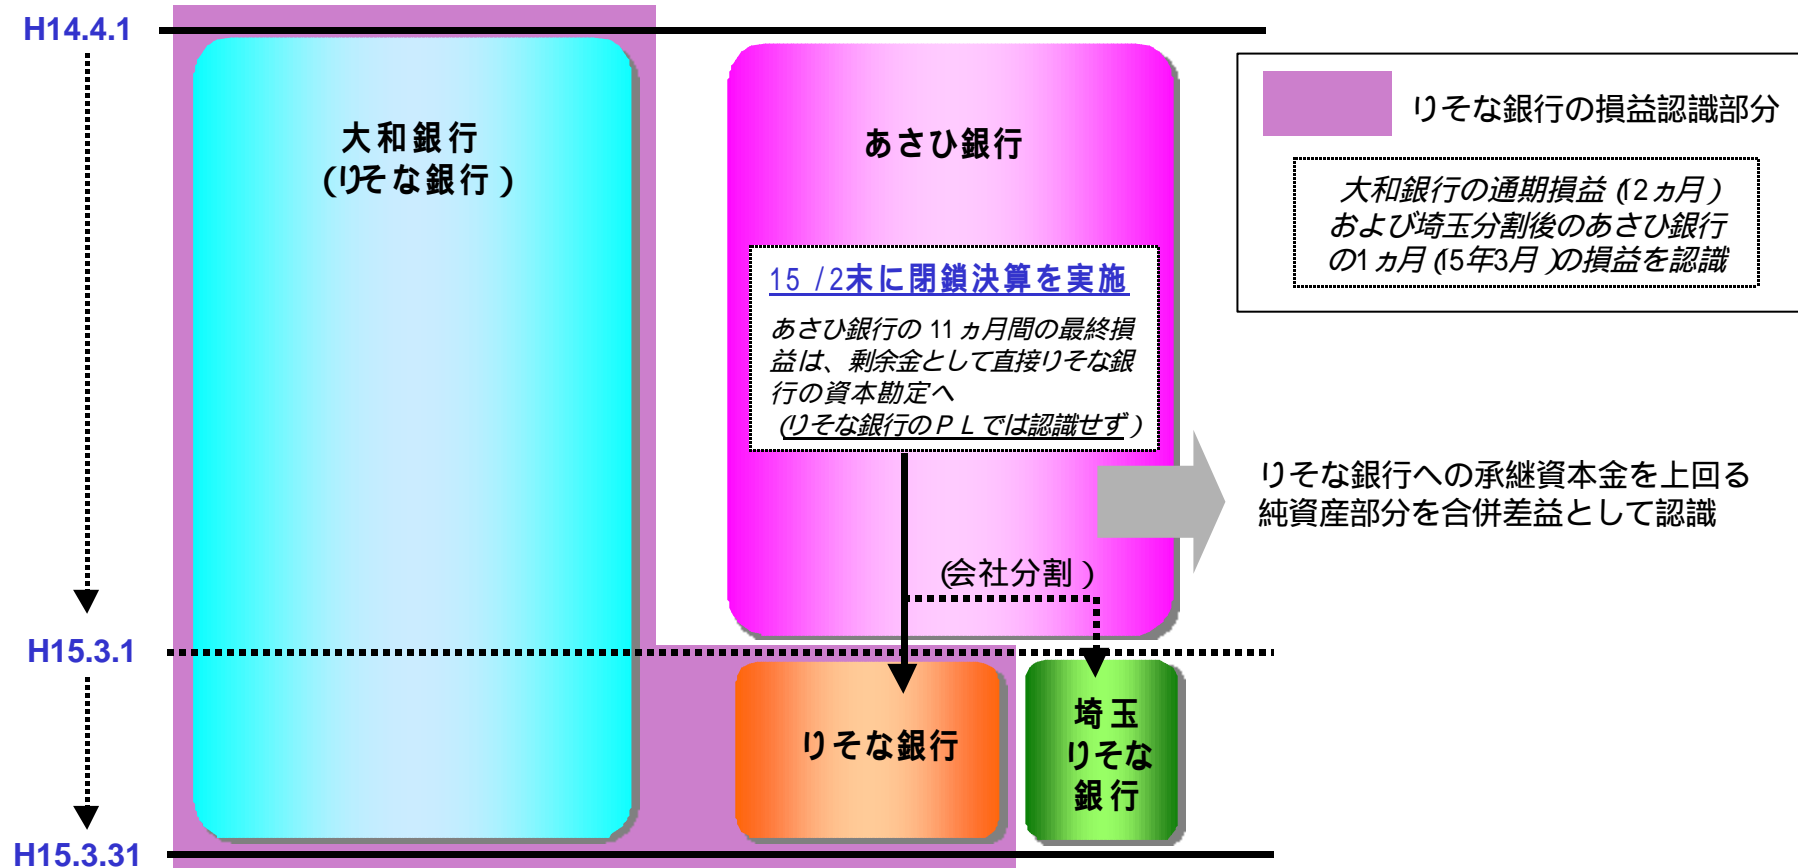 H14.4.1
大和銀行
(りそな銀行)
あさひ銀行
りそな銀行の損益認識部分
大和銀行の通期損益(12ヵ月)
および埼玉分割後のあさひ銀行
の1ヵ月(15年3月)の損益を認識
15/2末に閉鎖決算を実施
あさひ銀行の11ヵ月間の最終損
益は、剰余金として直接りそな銀
行の資本勘定へ
(りそな銀行のPLでは認識せず)
りそな銀行への承継資本金を上回る
純資産部分を合併差益として認識
(会社分割)
H15.3.1
りそな銀行
埼玉
りそな
銀行
H15.3.31